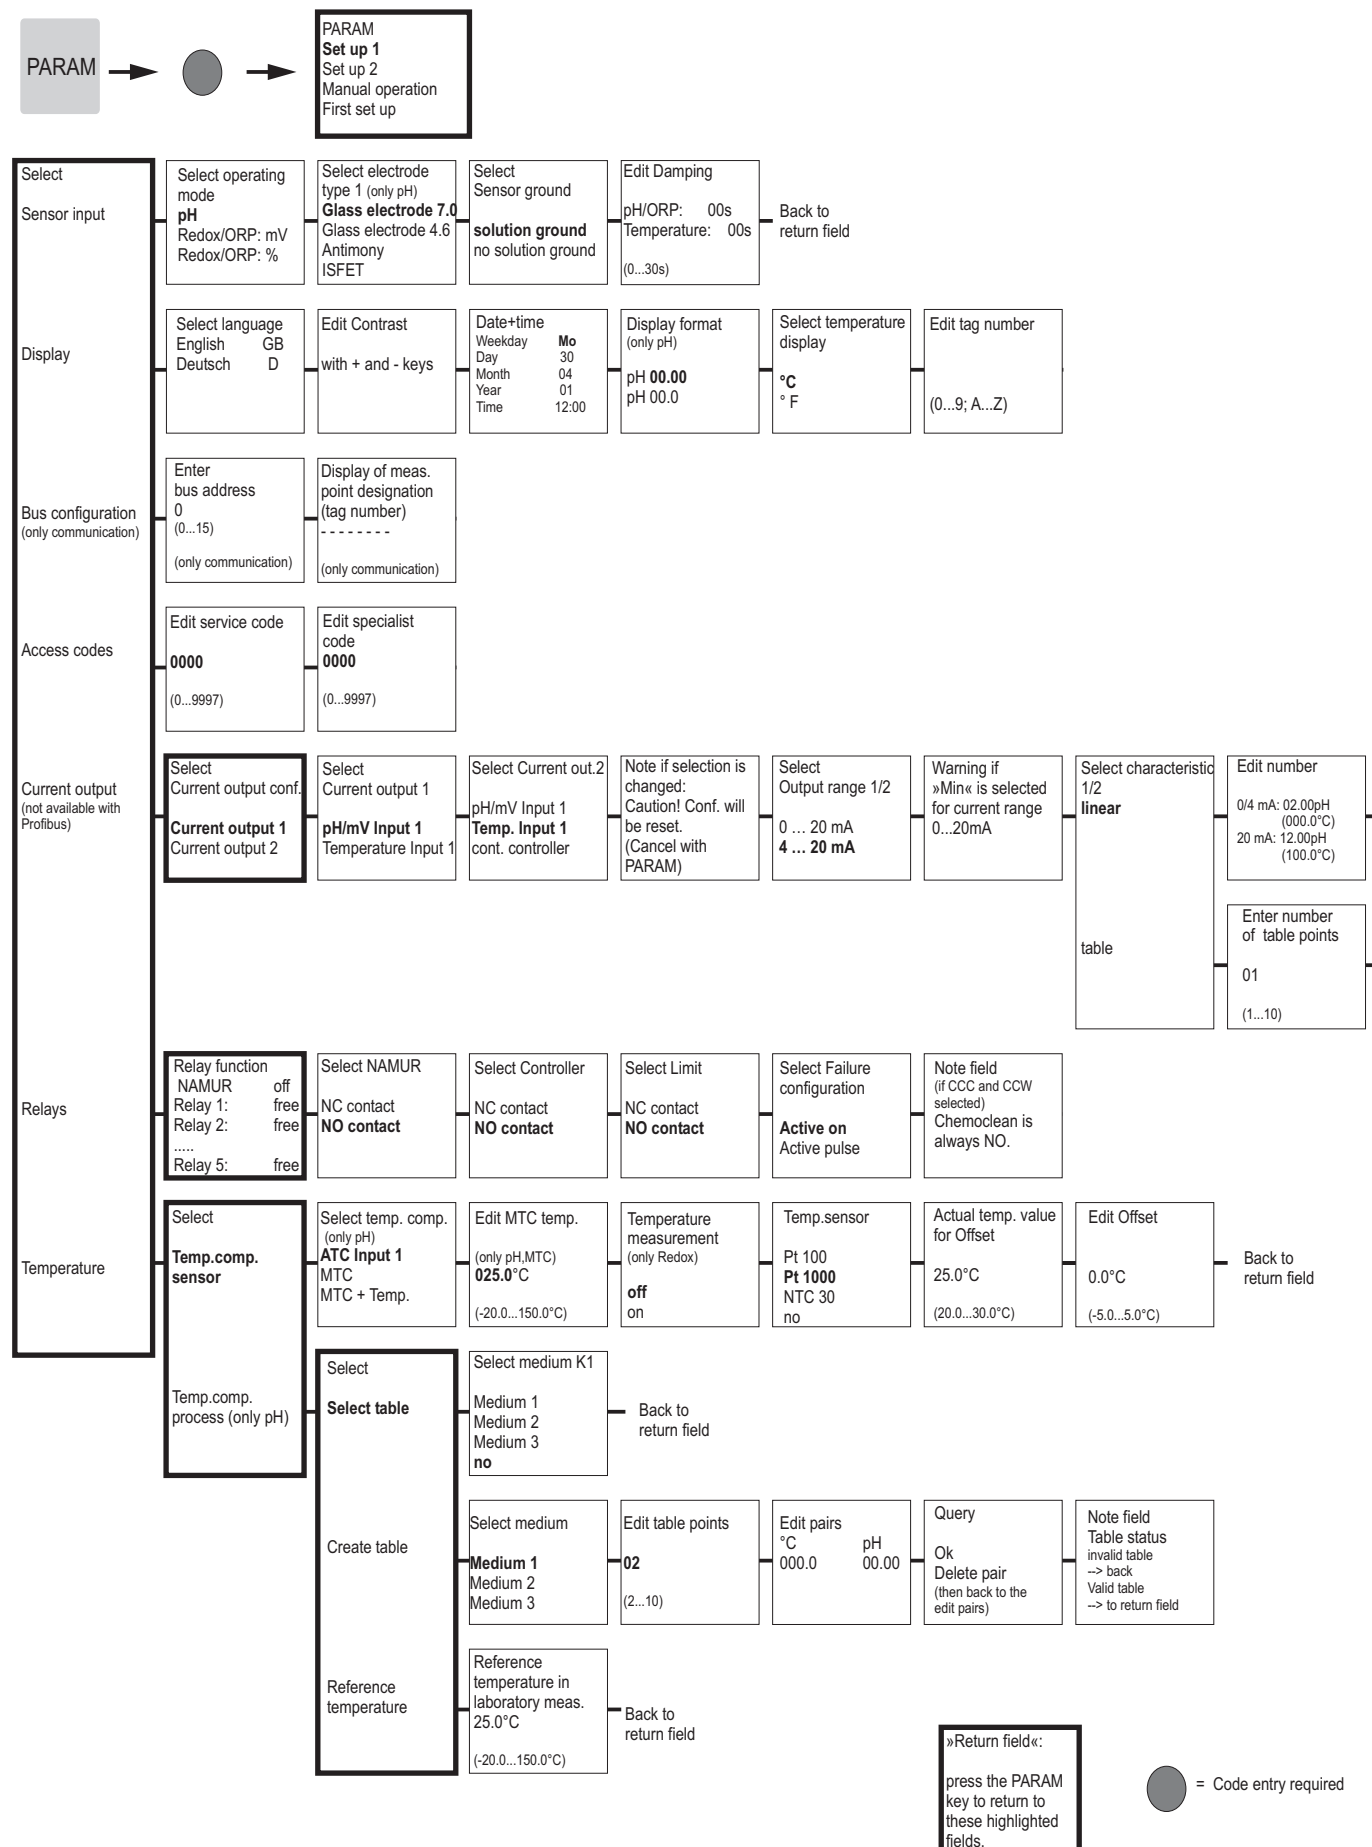 PARAM
PARAM
Set up 1
Set up 2
Manual operation
First set up
Select
Sensor input
Select operating
mode
pH
Redox/ORP: mV
Redox/ORP: %
Select electrode
type 1 (only pH)
Glass electrode 7.0
Glass electrode 4.6
Antimony
ISFET
Select
Sensor ground
solution ground
no solution ground
Edit Damping
pH/ORP: 00s
Temperature: 00s
(0...30s)
Back to
return field
Display
Select language
English GB
Deutsch D
Edit Contrast
with + and - keys
Date+time
Weekday Mo
Day 30
Month 04
Year 01
Time 12:00
Display format
(only pH)
pH 00.00
pH 00.0
Select temperature
display
°C
° F
Edit tag number
(0...9; A...Z)
Bus configuration
(only communication)
Enter
bus address
0
(0...15)
(only communication)
Display of meas.
point designation
(tag number)
- - - - - - - -
(only communication)
Access codes
Edit service code
0000
(0...9997)
Edit specialist
code
0000
(0...9997)
Current output
(not available with
Profibus)
Select
Current output conf.
Current output 1
Current output 2
Select
Current output 1
pH/mV Input 1
Temperature Input 1
Select Current out.2
pH/mV Input 1
Temp. Input 1
cont. controller
Note if selection is
changed:
Caution! Conf. will
be reset.
(Cancel with
PARAM)
Select
Output range 1/2
0 … 20 mA
4 … 20 mA
Warning if
»Min« is selected
for current range
0...20mA
Select characteristic
1/2
linear
table
Edit number
0/4 mA: 02.00pH
(000.0°C)
20 mA: 12.00pH
(100.0°C)
Enter number
of table points
01
(1...10)
Relays
Relay function
NAMUR off
Relay 1: free
Relay 2: free
.....
Relay 5: free
Select NAMUR
NC contact
NO contact
Select Controller
NC contact
NO contact
Select Limit
NC contact
NO contact
Select Failure
configuration
Active on
Active pulse
Note field
(if CCC and CCW
selected)
Chemoclean is
always NO.
Temperature
Select
Temp.comp.
sensor
Temp.comp.
process (only pH)
Select temp. comp.
(only pH)
ATC Input 1
MTC
MTC + Temp.
Edit MTC temp.
(only pH,MTC)
025.0°C
(-20.0...150.0°C)
Temperature
measurement
(only Redox)
off
on
Temp.sensor
Pt 100
Pt 1000
NTC 30
no
Actual temp. value
for Offset
25.0°C
(20.0...30.0°C)
Edit Offset
0.0°C
(-5.0...5.0°C)
Back to
return field
Select
Select table
Create table
Reference
temperature
Select medium K1
Medium 1
Medium 2
Medium 3
no
Back to
return field
Select medium
Medium 1
Medium 2
Medium 3
Edit table points
02
(2...10)
Edit pairs
°C pH
000.0 00.00
Query
Ok
Delete pair
(then back to the
edit pairs)
Note field
Table status
invalid table
--> back
Valid table
--> to return field
Reference
temperature in
laboratory meas.
25.0°C
(-20.0...150.0°C)
Back to
return field
»Return field«:
press the PARAM
key to return to
these highlighted
fields.
= Code entry required